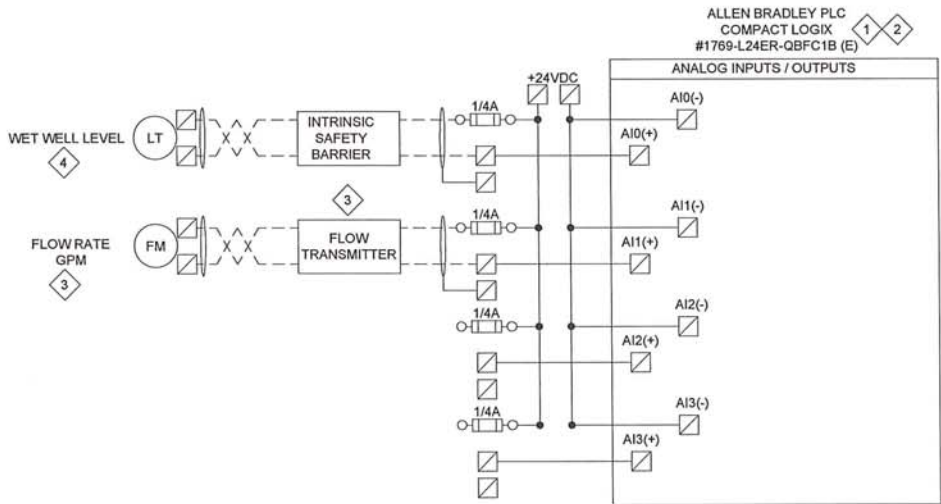 ALLEN BRADLEY PLC
COMPACT LOGIX
#1769-L24ER-QBFC1B (E)
1
2
ANALOG INPUTS / OUTPUTS
+24VDC
1/4A
AI0(-)
WET WELL LEVEL
4
LT
INTRINSIC
SAFETY
BARRIER
AI0(+)
3
1/4A
AI1(-)
FLOW RATE
GPM
3
FM
FLOW
TRANSMITTER
AI1(+)
1/4A
AI2(-)
AI2(+)
1/4A
AI3(-)
AI3(+)